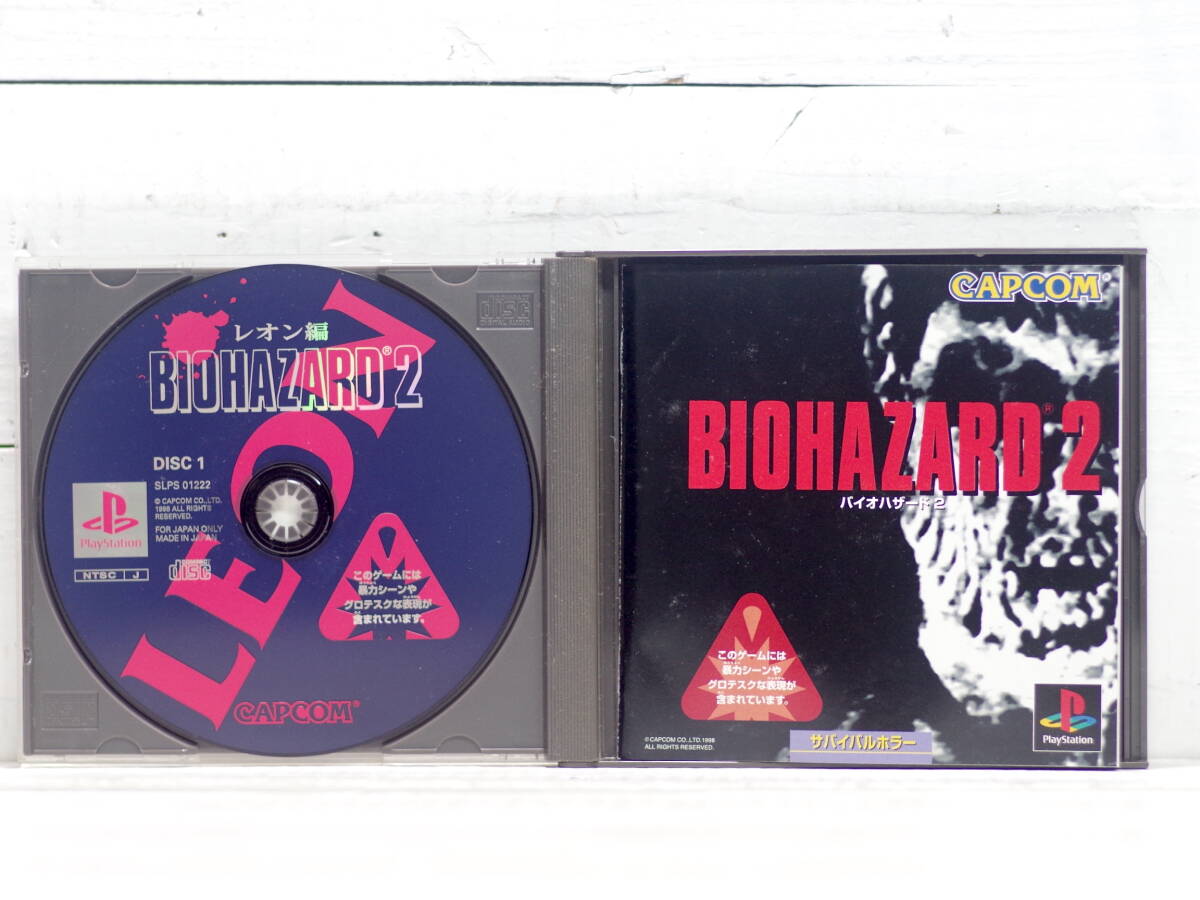 レオン編
BIOHAZARD® 2
LEON
DISC 1
SLPS 01222
© CAPCOM CO.,LTD.
1998 ALL RIGHTS
RESERVED.
FOR JAPAN ONLY
MADE IN JAPAN
PlayStation
NTSC J
COMPACT
disc
このゲームには
暴力シーンや
グロテスクな表現が
含まれています。
CAPCOM®
disc
DIGITAL AUDIO
CAPCOM®
BIOHAZARD® 2
バイオハザード2
このゲームには
暴力シーンや
グロテスクな表現が
含まれています。
©CAPCOM CO.,LTD.1998
ALL RIGHTS RESERVED.
サバイバルホラー
PlayStation